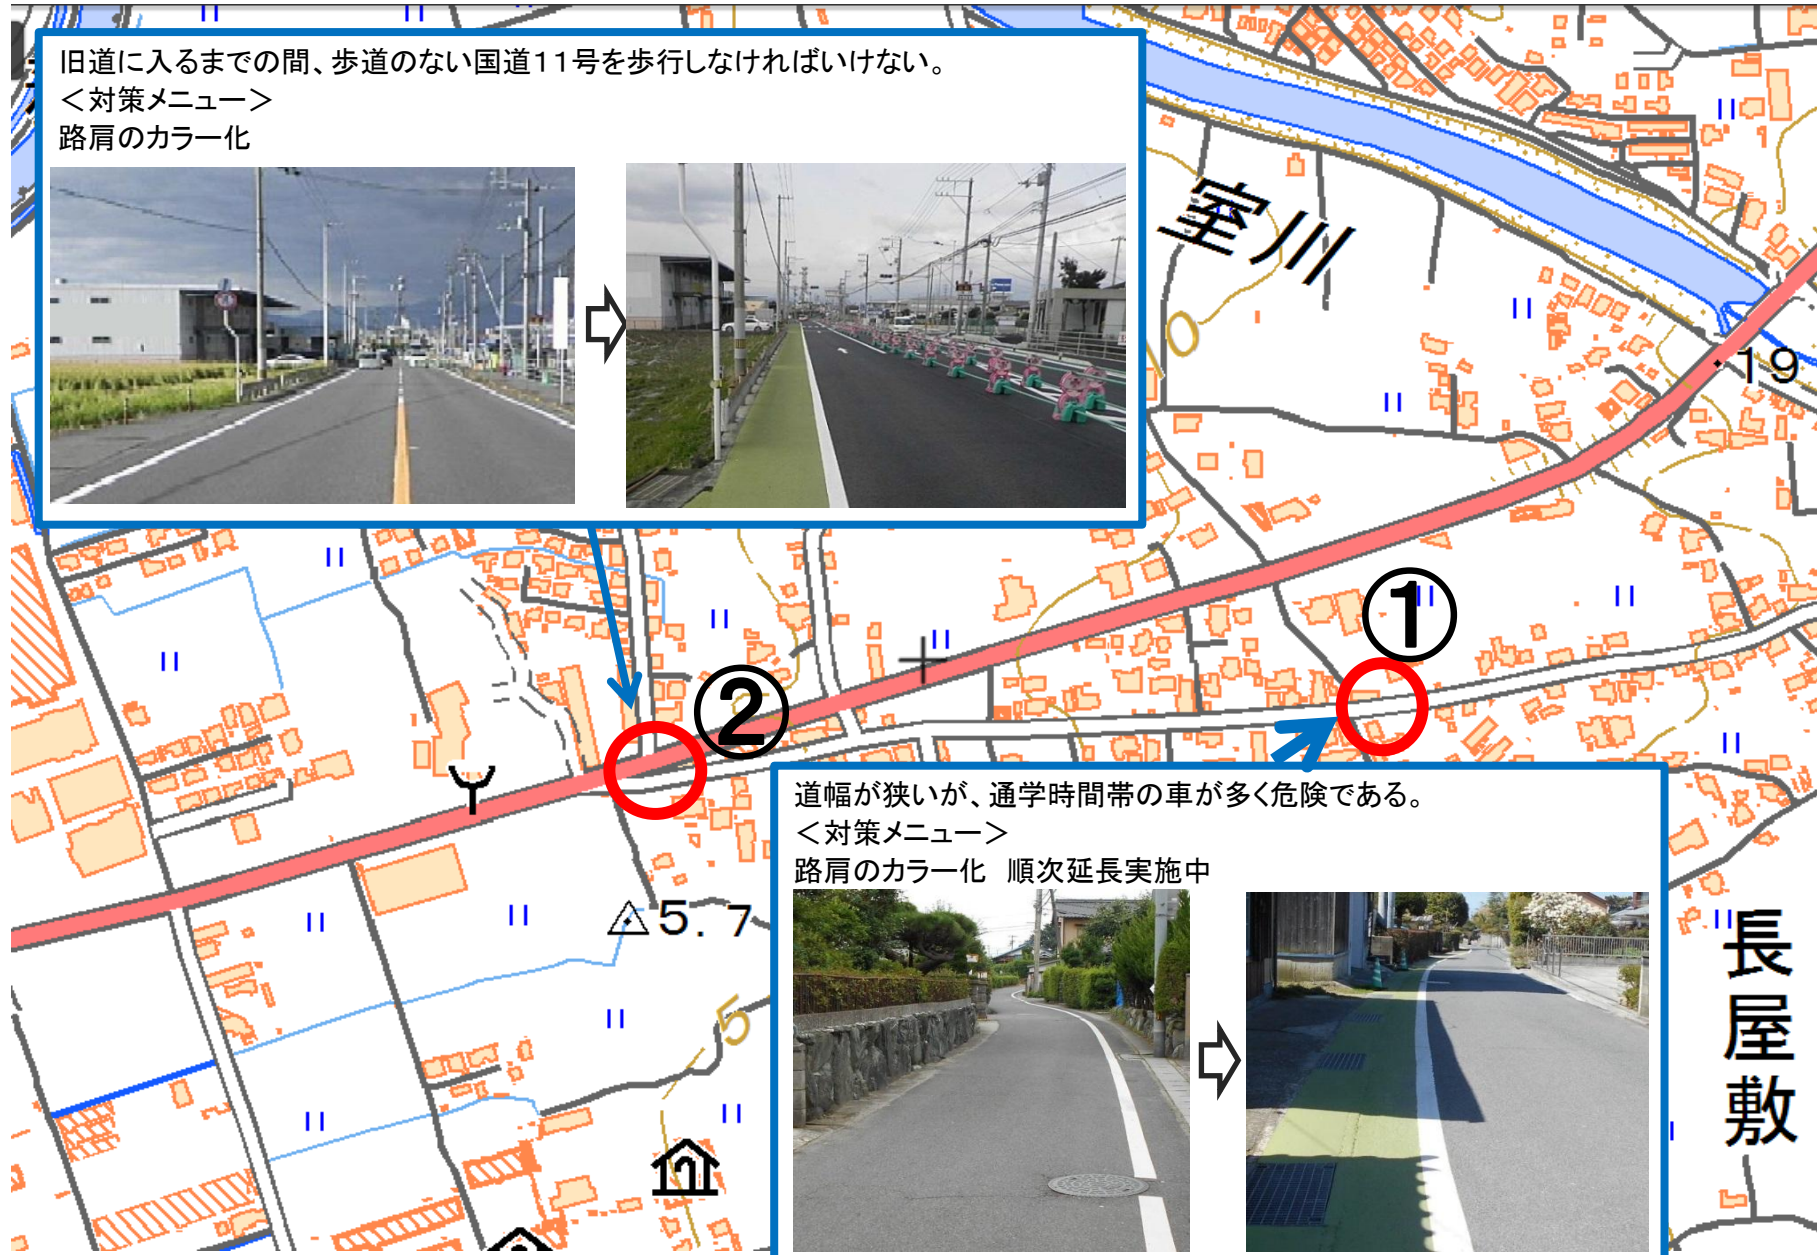 旧道に入るまでの間、歩道のない国道11号を歩行しなければいけない。
＜対策メニュー＞
路肩のカラー化
室川
19
①
②
道幅が狭いが、通学時間帯の車が多く危険である。
＜対策メニュー＞
路肩のカラー化　順次延長実施中
5.7
5
長屋敷